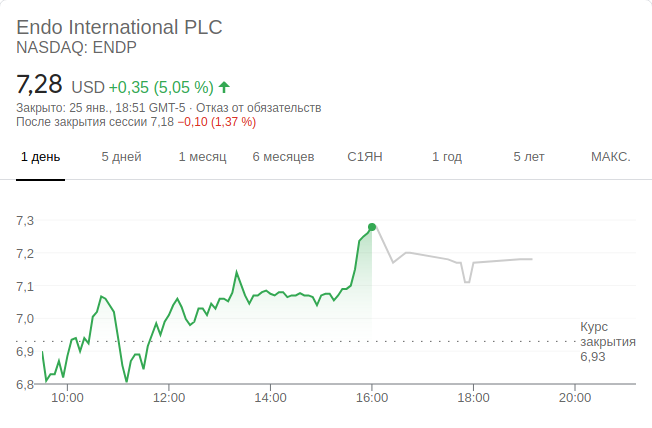 Endo International PLC
NASDAQ: ENDP
7,28 USD +0,35 (5,05 %)
Закрыто: 25 янв., 18:51 GMT-5 · Отказ от обязательств
После закрытия сессии 7,18 −0,10 (1,37 %)
1 день 5 дней 1 месяц 6 месяцев С1ЯН 1 год 5 лет МАКС.
7,3
7,2
7,1
7,0
6,9
6,8
Курс
закрытия
6,93
10:00 12:00 14:00 16:00 18:00 20:00